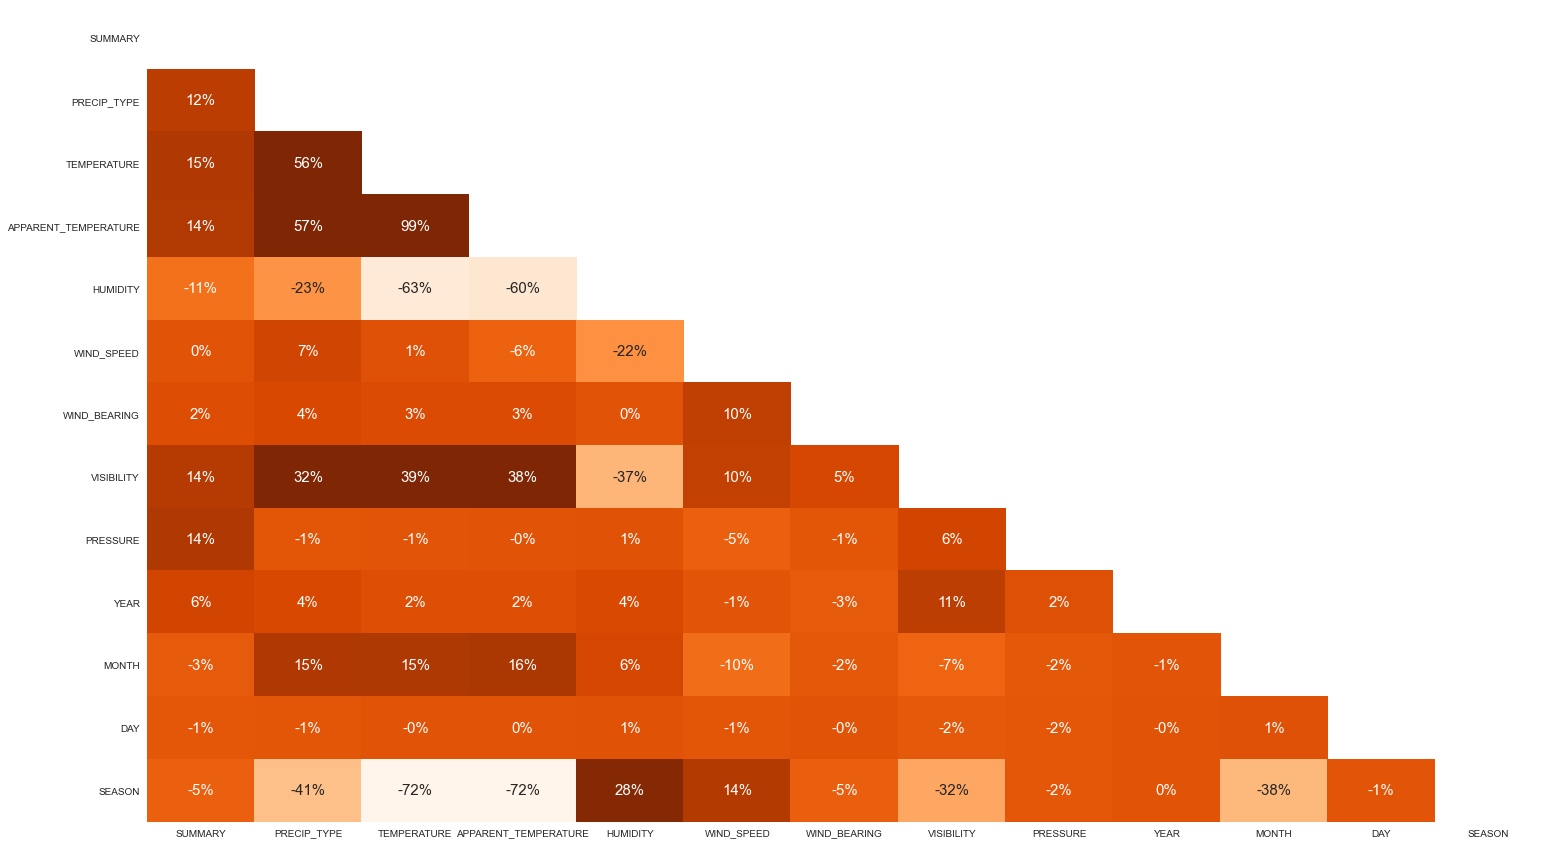 SUMMARY
PRECIP_TYPE 12%
TEMPERATURE 15% 56%
APPARENT_TEMPERATURE 14% 57% 99%
HUMIDITY -11% -23% -63% -60%
WIND_SPEED 0% 7% 1% -6% -22%
WIND_BEARING 2% 4% 3% 3% 0% 10%
VISIBILITY 14% 32% 39% 38% -37% 10% 5%
PRESSURE 14% -1% -1% -0% 1% -5% -1% 6%
YEAR 6% 4% 2% 2% 4% -1% -3% 11% 2%
MONTH -3% 15% 15% 16% 6% -10% -2% -7% -2% -1%
DAY -1% -1% -0% 0% 1% -1% -0% -2% -2% -0% 1%
SEASON -5% -41% -72% -72% 28% 14% -5% -32% -2% 0% -38% -1%
SUMMARY PRECIP_TYPE TEMPERATURE APPARENT_TEMPERATURE HUMIDITY WIND_SPEED WIND_BEARING VISIBILITY PRESSURE YEAR MONTH DAY SEASON